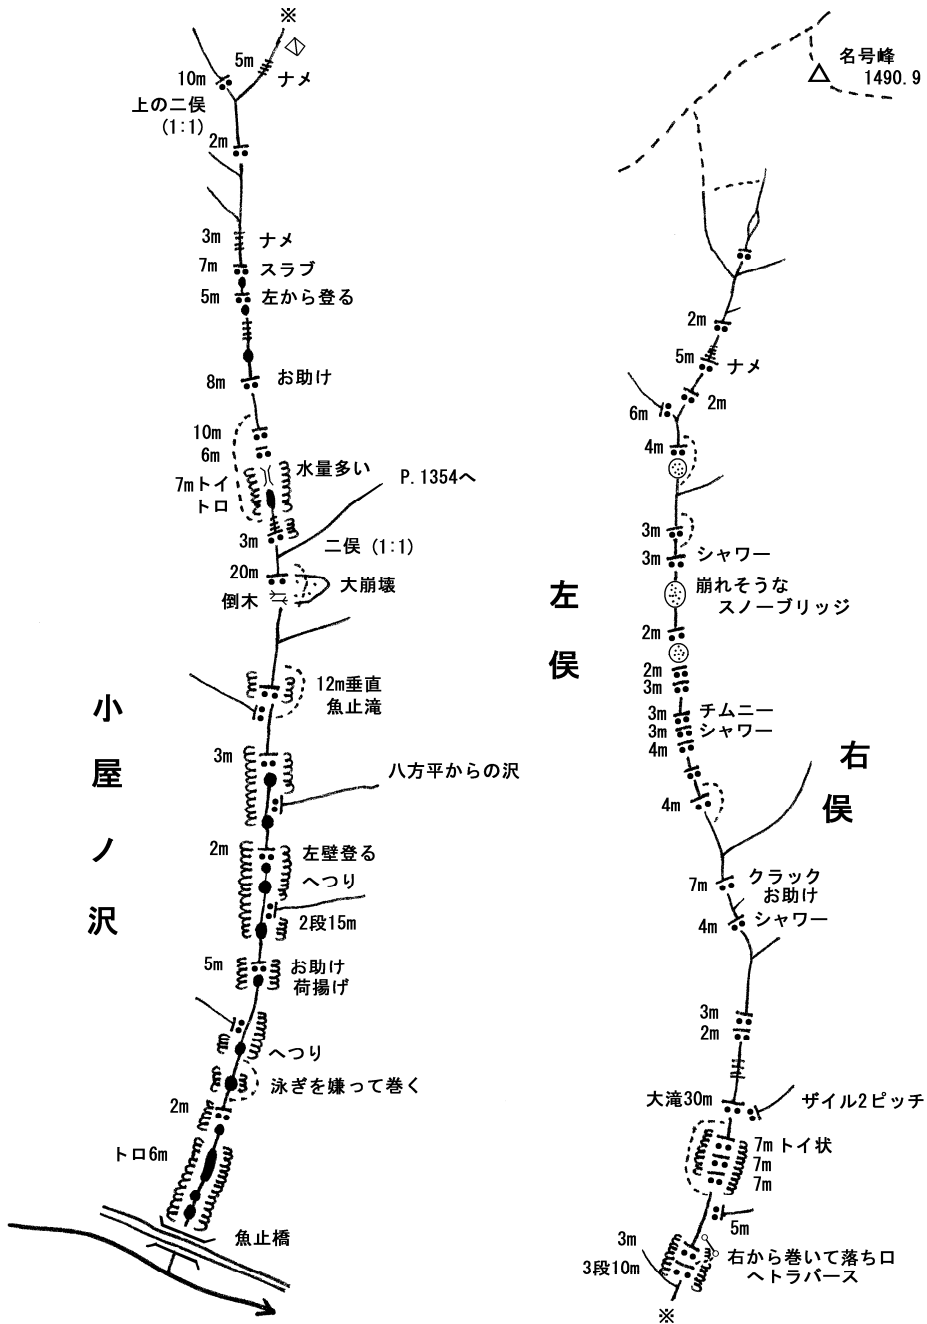 ※
5m
ナメ
10m
上の二俣
(1:1)
2m
3m
ナメ
7m
スラブ
5m
左から登る
8m
お助け
10m
6m
水量多い
7mトイ
トロ
P.1354へ
3m
二俣 (1:1)
20m
大崩壊
倒木
12m垂直
魚止滝
小屋ノ沢
3m
八方平からの沢
2m
左壁登る
へつり
2段15m
5m
お助け
荷揚げ
へつり
泳ぎを嫌って巻く
2m
トロ6m
魚止橋
名号峰
1490.9
2m
5m
ナメ
2m
6m
4m
3m
3m
シャワー
左俣
崩れそうな
スノーブリッジ
2m
2m
3m
3m
チムニー
3m
シャワー
4m
右俣
4m
7m
クラック
お助け
4m
シャワー
3m
2m
大滝30m
ザイル2ピッチ
7mトイ状
7m
7m
5m
3m
3段10m
右から巻いて落ち口
へトラバース
※